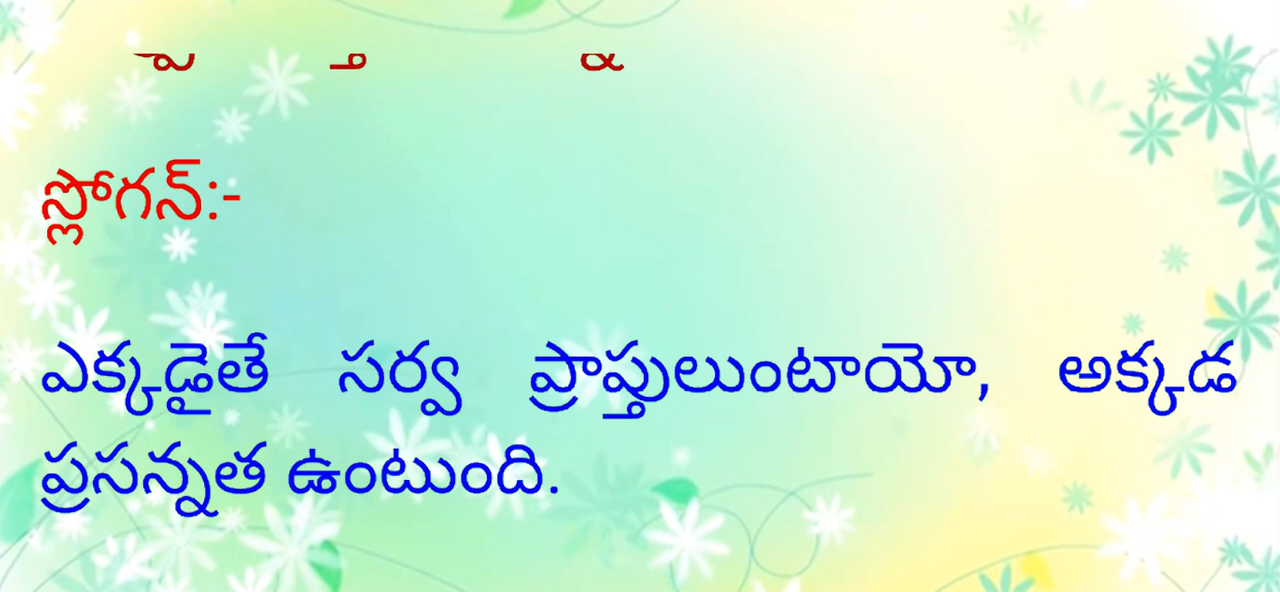 స్లోగన్:-
ఎక్కడైతే సర్వ ప్రాప్తులుంటాయో, అక్కడ
ప్రసన్నత ఉంటుంది.